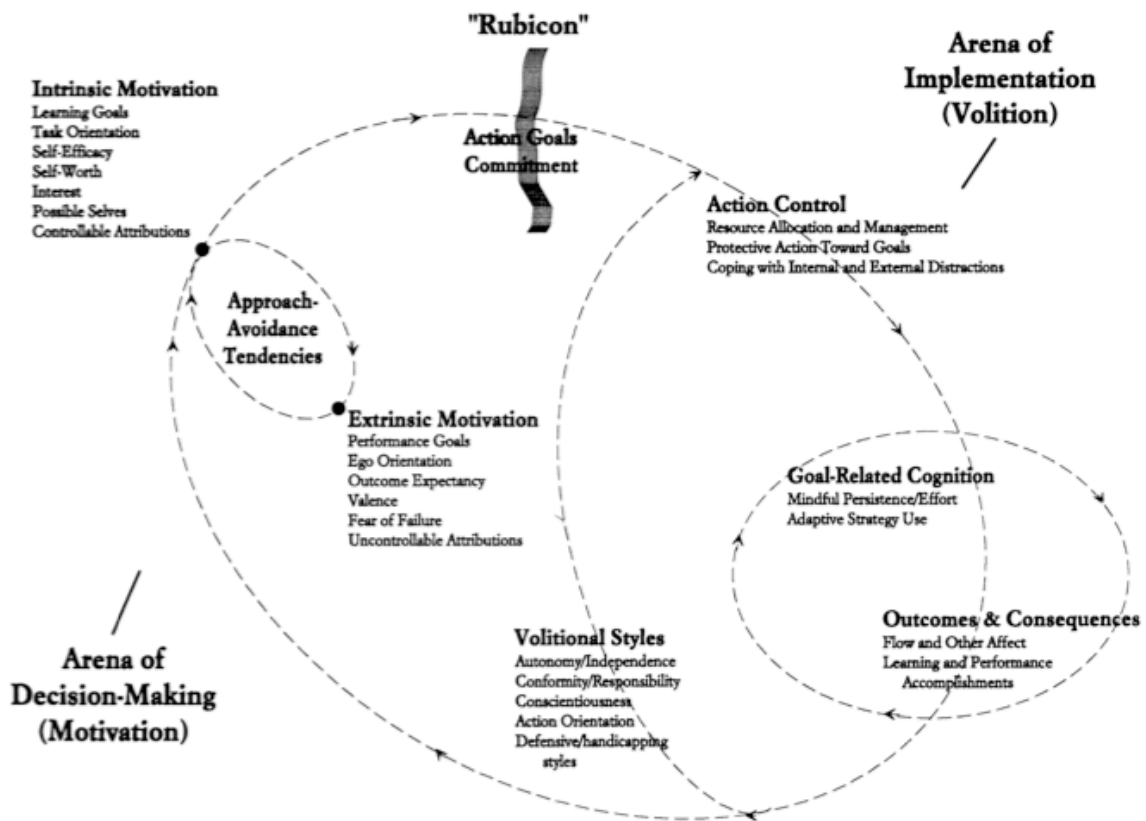 "Rubicon"
Arena of
Implementation
(Volition)
Intrinsic Motivation
Learning Goals
Task Orientation
Self-Efficacy
Self-Worth
Interest
Possible Selves
Controllable Attributions
Action Goals
Commitment
Action Control
Resource Allocation and Management
Protective Action Toward Goals
Coping with Internal and External Distractions
Approach-
Avoidance
Tendencies
Extrinsic Motivation
Performance Goals
Ego Orientation
Outcome Expectancy
Valence
Fear of Failure
Uncontrollable Attributions
Goal-Related Cognition
Mindful Persistence/Effort
Adaptive Strategy Use
Outcomes & Consequences
Flow and Other Affect
Learning and Performance
Accomplishments
Volitional Styles
Autonomy/Independence
Conformity/Responsibility
Conscientiousness
Action Orientation
Defensive/handicapping
styles
Arena of
Decision-Making
(Motivation)